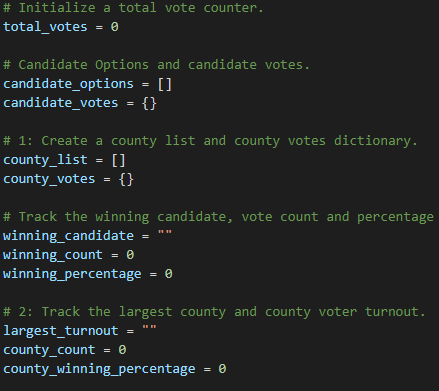 # Initialize a total vote counter.
total_votes = 0
# Candidate Options and candidate votes.
candidate_options = []
candidate_votes = {}
# 1: Create a county list and county votes dictionary.
county_list = []
county_votes = {}
# Track the winning candidate, vote count and percentage
winning_candidate = ""
winning_count = 0
winning_percentage = 0
# 2: Track the largest county and county voter turnout.
largest_turnout = ""
county_count = 0
county_winning_percentage = 0